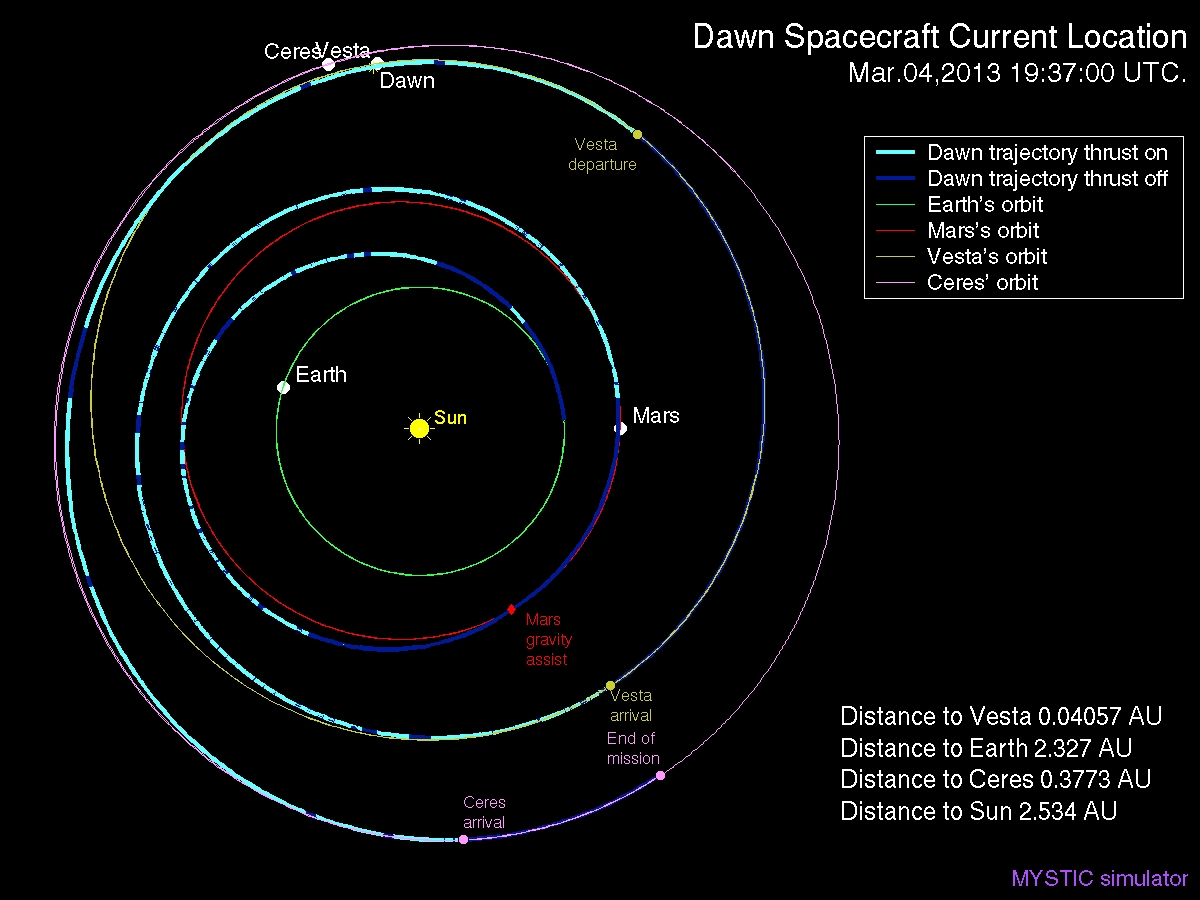 Dawn Spacecraft Current Location
Mar.04,2013 19:37:00 UTC.
Ceres
Vesta
Dawn
Vesta
departure
Dawn trajectory thrust on
Dawn trajectory thrust off
Earth's orbit
Mars's orbit
Vesta's orbit
Ceres' orbit
Earth
Sun
Mars
Mars
gravity
assist
Vesta
arrival
End of
mission
Ceres
arrival
Distance to Vesta 0.04057 AU
Distance to Earth 2.327 AU
Distance to Ceres 0.3773 AU
Distance to Sun 2.534 AU
MYSTIC simulator